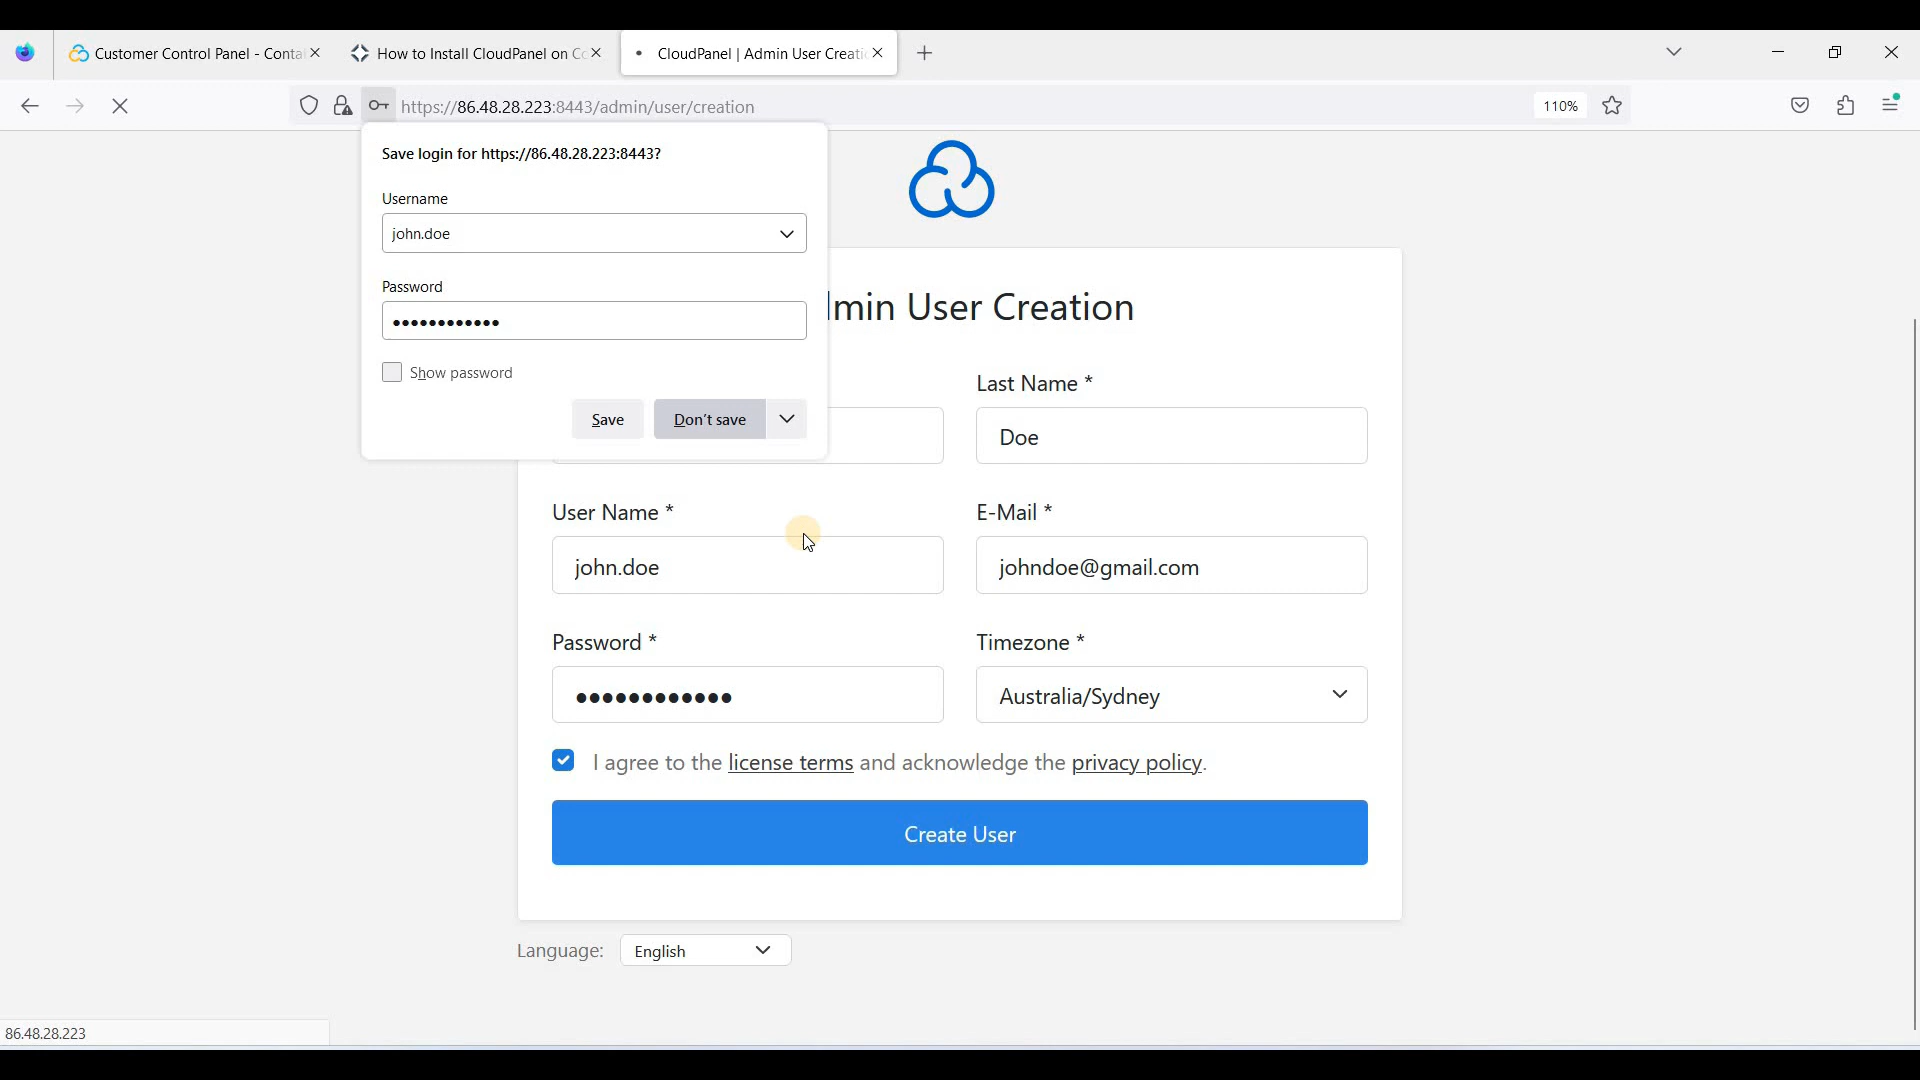 Customer Control Panel - Conta
How to Install CloudPanel on Co
CloudPanel | Admin User Creatio
https://86.48.28.223:8443/admin/user/creation
110%
Save login for https://86.48.28.223:8443?
Username
john.doe
Password
Show password
Save
Don't save
lmin User Creation
Last Name *
Doe
User Name *
E-Mail *
john.doe
johndoe@gmail.com
Password *
Timezone *
Australia/Sydney
I agree to the license terms and acknowledge the privacy policy.
Create User
Language:
English
86.48.28.223